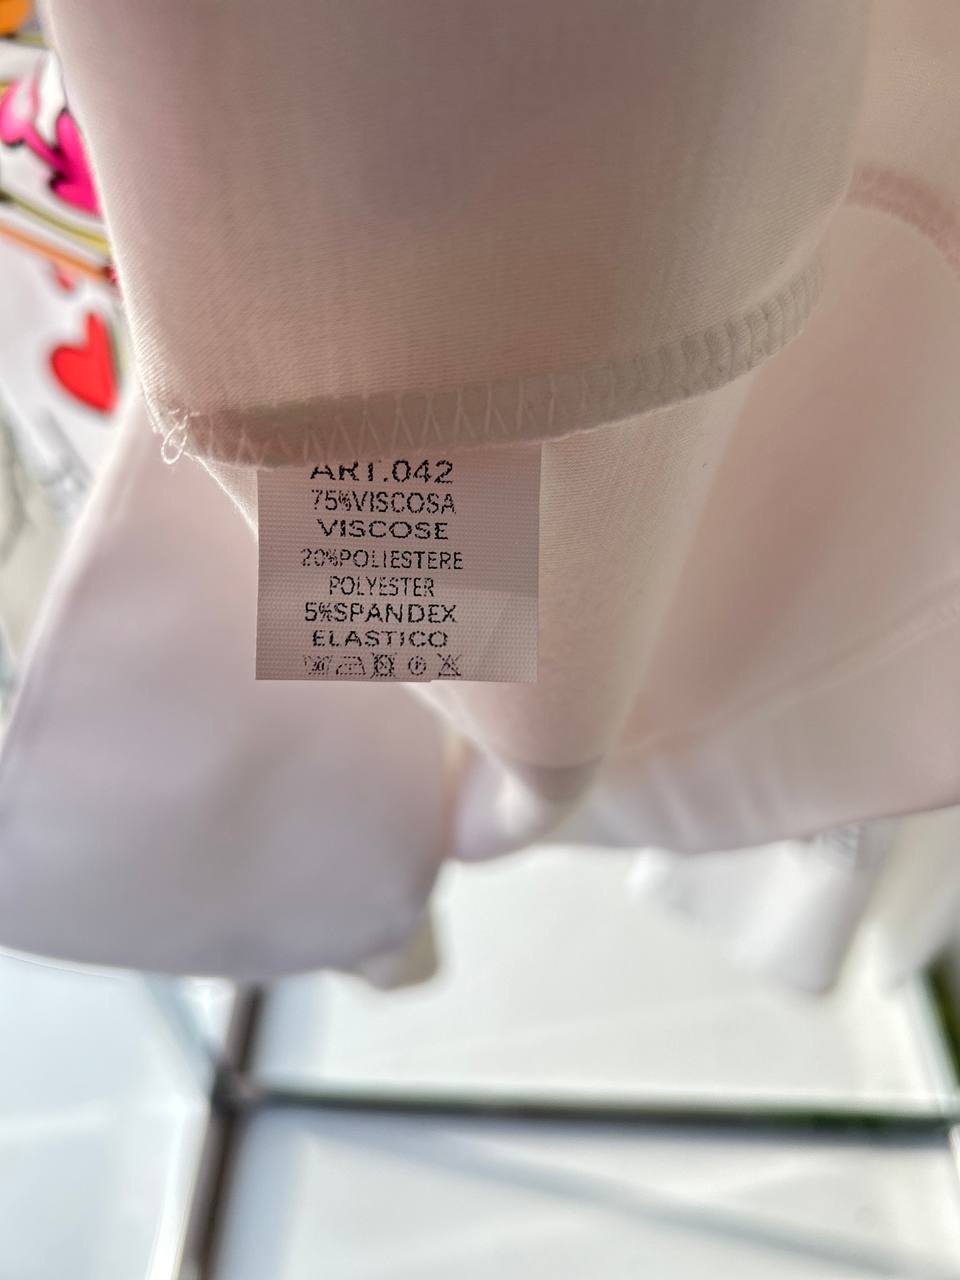 ART.042
75%VISCOSA
VISCOSE
20%POLIESTERE
POLYESTER
5%SPANDEX
ELASTICO